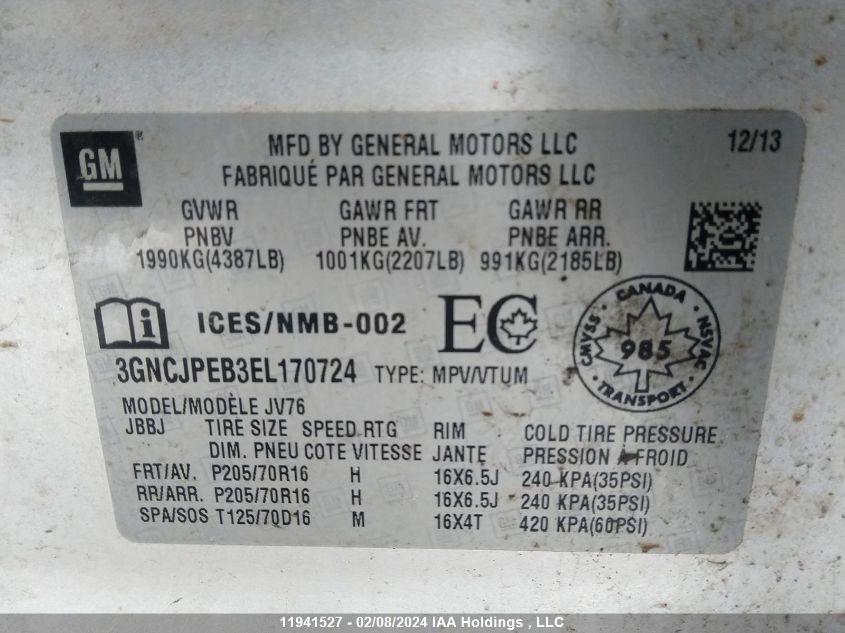 GM ®
MFD BY GENERAL MOTORS LLC 12/13
FABRIQUÉ PAR GENERAL MOTORS LLC
GVWR GAWR FRT GAWR RR
PNBV PNBE AV. PNBE ARR.
1990KG(4387LB) 1001KG(2207LB) 991KG(2185LB)
i ICES/NMB-002 EC
CANADA CMVSS NSVAC 985 TRANSPORT
3GNCJPEB3EL170724 TYPE: MPV/VTUM
MODEL/MODÈLE JV76
JBBJ TIRE SIZE SPEED RTG RIM COLD TIRE PRESSURE
DIM. PNEU COTE VITESSE JANTE PRESSION A FROID
FRT/AV. P205/70R16 H 16X6.5J 240 KPA(35PSI)
RR/ARR. P205/70R16 H 16X6.5J 240 KPA(35PSI)
SPA/SOS T125/70D16 M 16X4T 420 KPA(60PSI)
11941527 - 02/08/2024 IAA Holdings , LLC